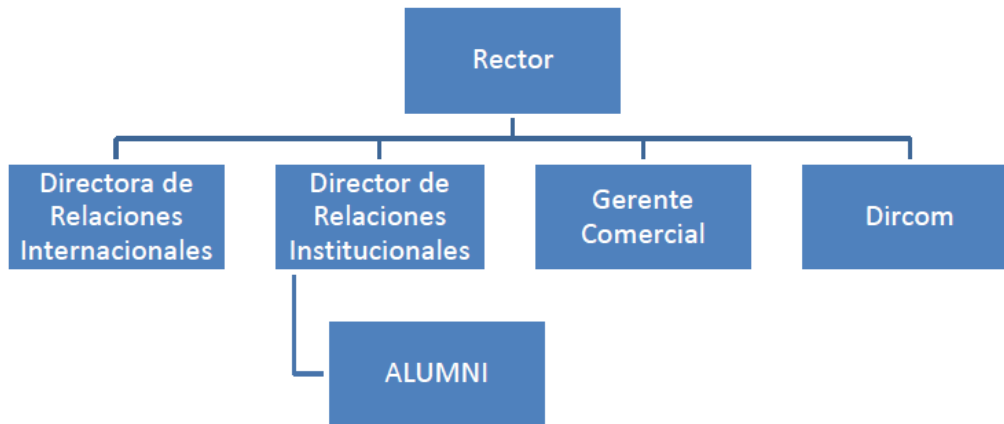 Rector
Directora de
Relaciones
Internacionales
Director de
Relaciones
Institucionales
Gerente
Comercial
Dircom
ALUMNI